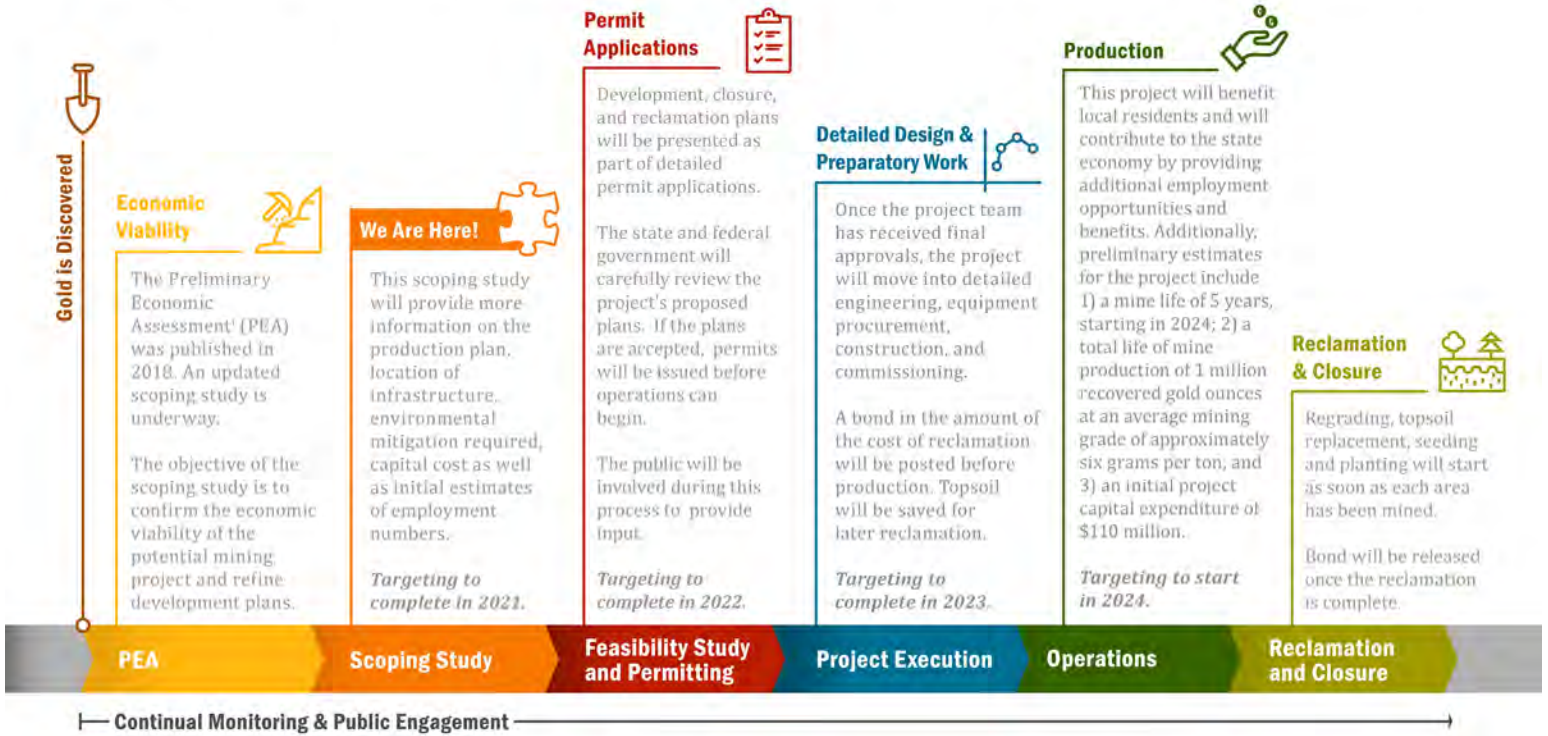 Gold is Discovered
Economic
Viability
The Preliminary
Economic
Assessment¹ (PEA)
was published in
2018. An updated
scoping study is
underway.
The objective of the
scoping study is to
confirm the economic
viability of the
potential mining
project and refine
development plans.
We Are Here!
This scoping study
will provide more
information on the
production plan,
location of
infrastructure,
environmental
mitigation required,
capital cost as well
as initial estimates
of employment
numbers.
Targeting to
complete in 2021.
Permit
Applications
Development, closure,
and reclamation plans
will be presented as
part of detailed
permit applications.
The state and federal
government will
carefully review the
project's proposed
plans. If the plans
are accepted, permits
will be issued before
operations can
begin.
The public will be
involved during this
process to provide
input.
Targeting to
complete in 2022.
Detailed Design &
Preparatory Work
Once the project team
has received final
approvals, the project
will move into detailed
engineering, equipment
procurement,
construction, and
commissioning.
A bond in the amount of
the cost of reclamation
will be posted before
production. Topsoil
will be saved for
later reclamation.
Targeting to
complete in 2023.
Production
This project will benefit
local residents and will
contribute to the state
economy by providing
additional employment
opportunities and
benefits. Additionally,
preliminary estimates
for the project include
1) a mine life of 5 years,
starting in 2024; 2) a
total life of mine
production of 1 million
recovered gold ounces
at an average mining
grade of approximately
six grams per ton; and
3) an initial project
capital expenditure of
$110 million.
Targeting to start
in 2024.
Reclamation
& Closure
Regrading, topsoil
replacement, seeding
and planting will start
as soon as each area
has been mined.
Bond will be released
once the reclamation
is complete.
PEA
Scoping Study
Feasibility Study
and Permitting
Project Execution
Operations
Reclamation
and Closure
Continual Monitoring & Public Engagement